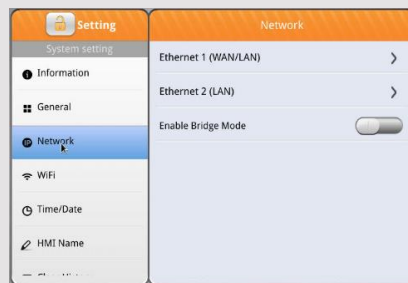 Setting
System setting
Information
General
Network
WiFi
Time/Date
HMI Name
Network
Ethernet 1 (WAN/LAN)
Ethernet 2 (LAN)
Enable Bridge Mode